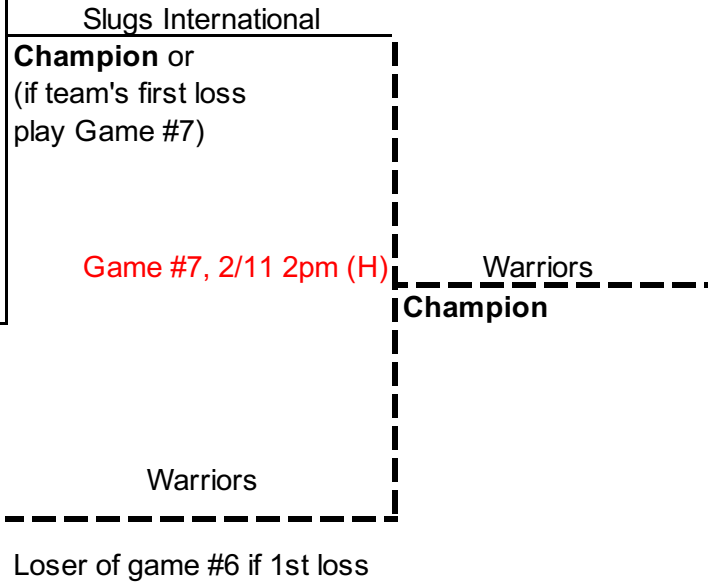 Slugs International
Champion or
(if team's first loss
play Game #7)
Game #7, 2/11 2pm (H)
Warriors
Champion
Warriors
Loser of game #6 if 1st loss